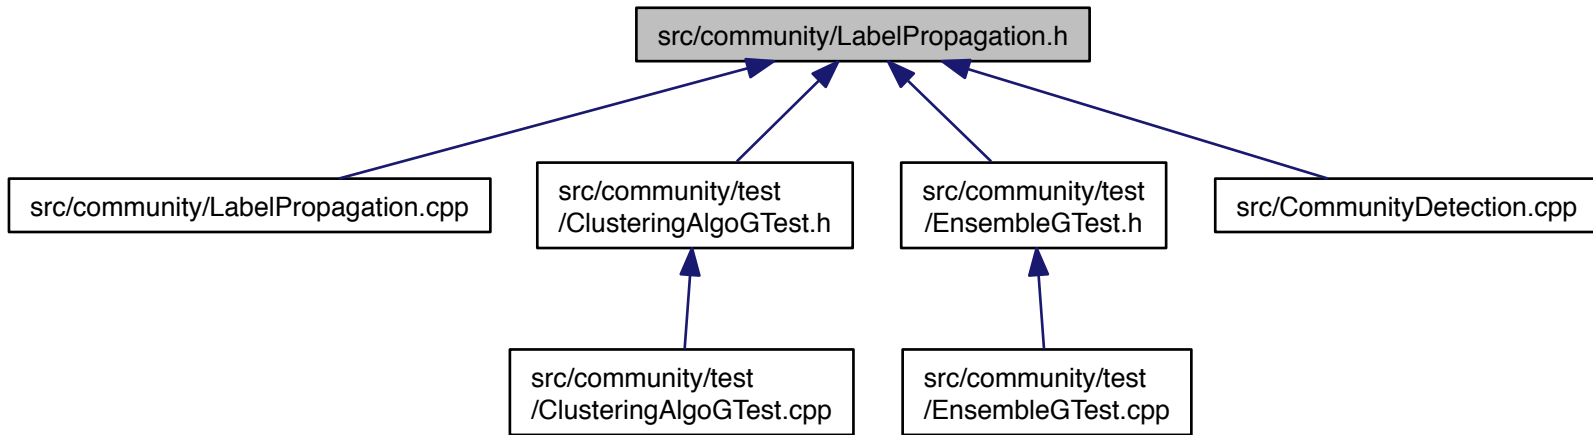 src/community/LabelPropagation.h
src/community/LabelPropagation.cpp
src/community/test
/ClusteringAlgoGTest.h
src/community/test
/EnsembleGTest.h
src/CommunityDetection.cpp
src/community/test
/ClusteringAlgoGTest.cpp
src/community/test
/EnsembleGTest.cpp